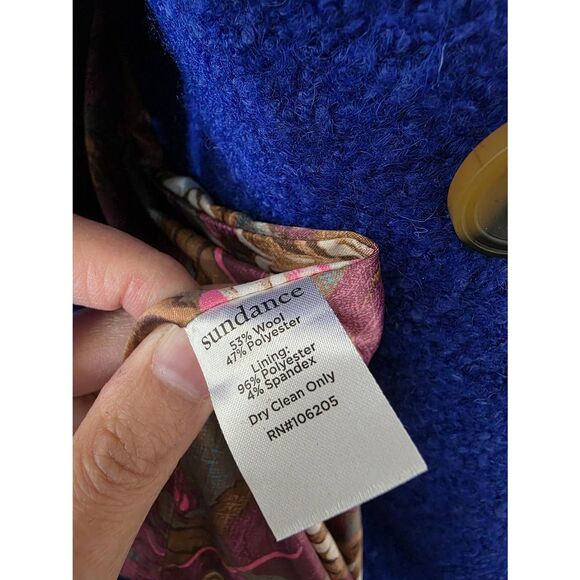 sundance
53% Wool
47% Polyester
Lining:
96% Polyester
4% Spandex
Dry Clean Only
RN#106205